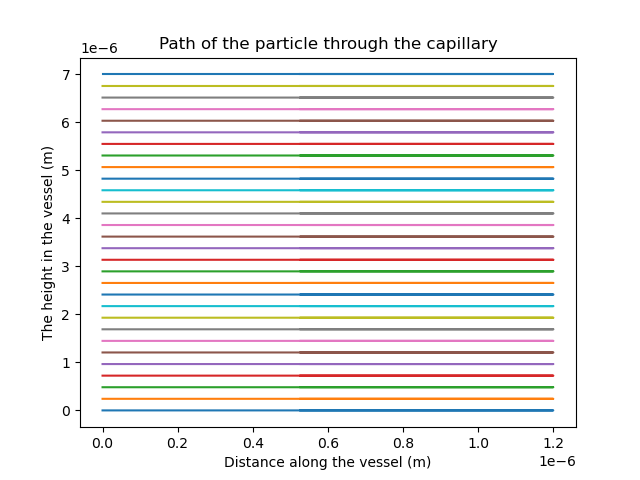 Path of the particle through the capillary
1e−6
7
6
5
4
3
2
1
0
The height in the vessel (m)
0.0 0.2 0.4 0.6 0.8 1.0 1.2
Distance along the vessel (m)
1e−6